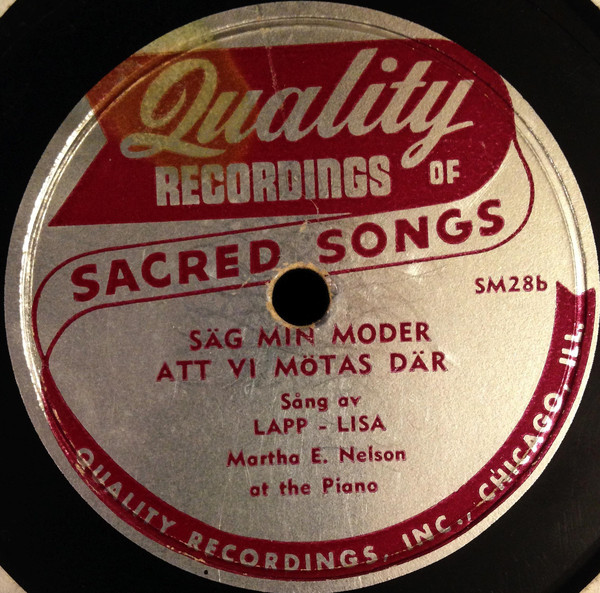 Quality
RECORDINGS OF
SACRED SONGS
SM28b
SÄG MIN MODER
ATT VI MÖTAS DÄR
Sång av
LAPP - LISA
Martha E. Nelson
at the Piano
QUALITY RECORDINGS, INC., CHICAGO, ILL.